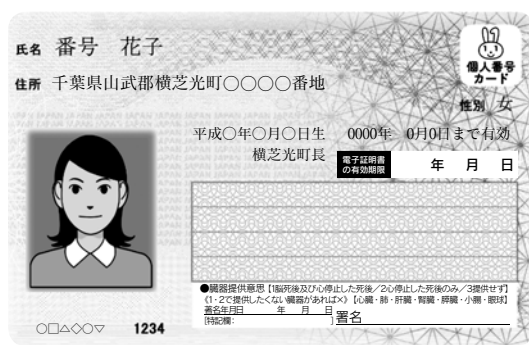 氏名 番号 花子
個人番号
カード
住所 千葉県山武郡横芝光町○○○○番地
性別 女
平成○年○月○日生 0000年 0月0日まで有効
横芝光町長
電子証明書
の有効期限
年 月 日
●臓器提供意思【1脳死後及び心停止した死後／2心停止した死後のみ／3提供せず】
《1・2で提供したくない臓器があれば×》【心臓・肺・肝臓・腎臓・膵臓・小腸・眼球】
署名年月日 年 月 日
[特記欄: ] 署名
○□△◇○▽ 1234